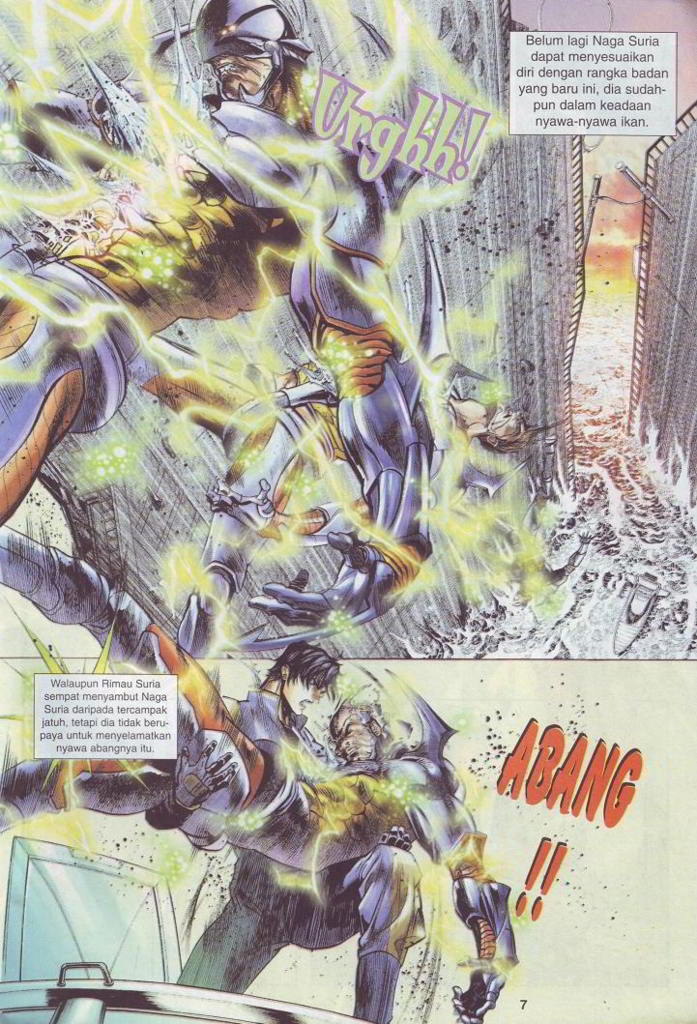 Belum lagi Naga Suria
dapat menyesuaikan
diri dengan rangka badan
yang baru ini, dia sudah-
pun dalam keadaan
nyawa-nyawa ikan.
Urghh!
Walaupun Rimau Suria
sempat menyambut Naga
Suria daripada tercampak
jatuh, tetapi dia tidak beru-
paya untuk menyelamatkan
nyawa abangnya itu.
ABANG
!!
7